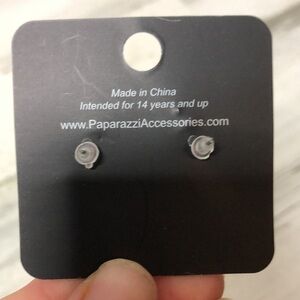 Made in China
Intended for 14 years and up
www.PaparazziAccessories.com